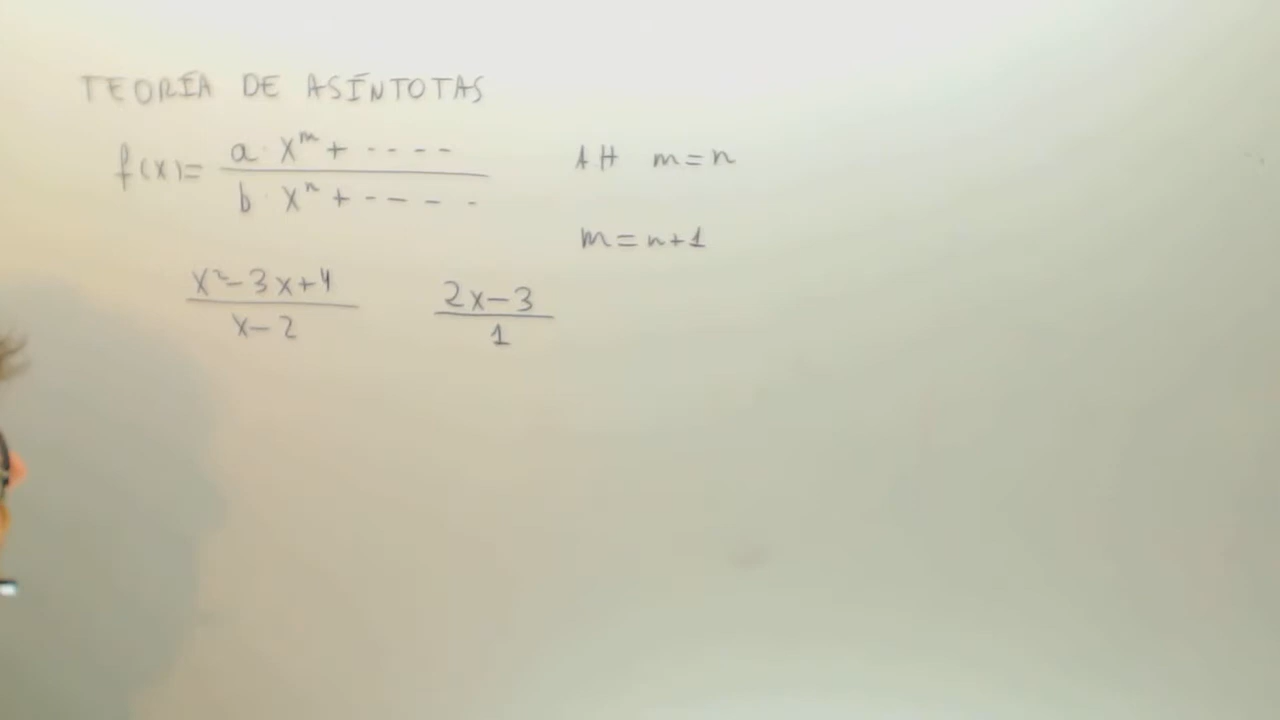 TEORÍA DE ASÍNTOTAS
f(x)= a · x^m + ---- / b · x^n + ----
AH m=n
m=n+1
x²-3x+4 / x-2
2x-3 / 1